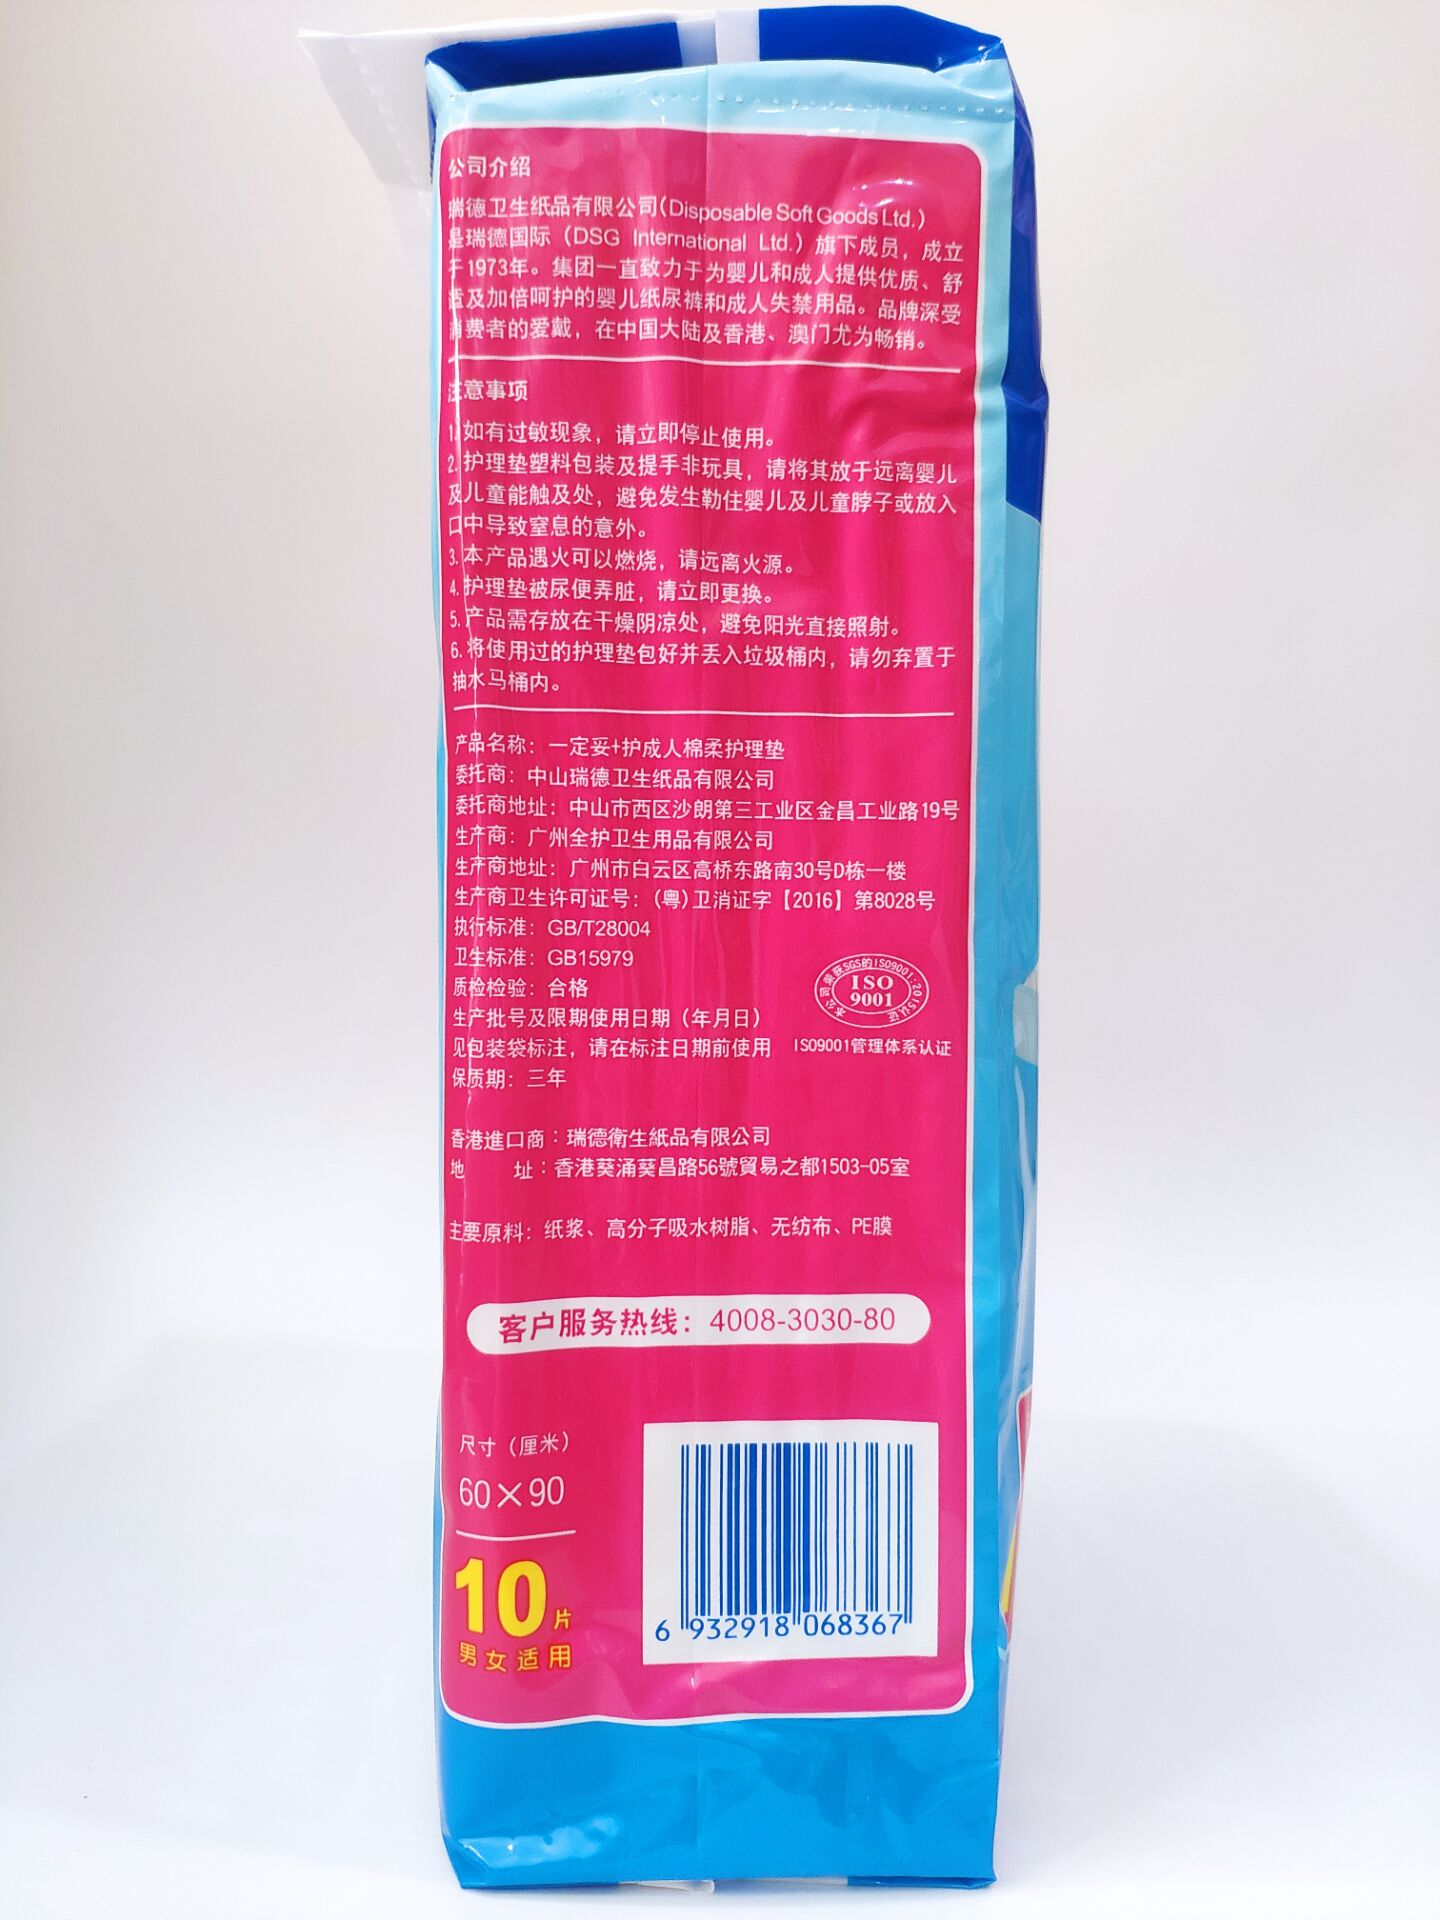 公司介绍
瑞德卫生纸品有限公司(Disposable Soft Goods Ltd.)
是瑞德国际（DSG International Ltd.）旗下成员，成立
于1973年。集团一直致力于为婴儿和成人提供优质、舒
适及加倍呵护的婴儿纸尿裤和成人失禁用品。品牌深受
消费者的爱戴，在中国大陆及香港、澳门尤为畅销。
注意事项
1.如有过敏现象，请立即停止使用。
2.护理垫塑料包装及提手非玩具，请将其放于远离婴儿
及儿童能触及处，避免发生勒住婴儿及儿童脖子或放入
口中导致窒息的意外。
3.本产品遇火可以燃烧，请远离火源。
4.护理垫被尿便弄脏，请立即更换。
5.产品需存放在干燥阴凉处，避免阳光直接照射。
6.将使用过的护理垫包好并丢入垃圾桶内，请勿弃置于
抽水马桶内。
产品名称：一定妥+护成人棉柔护理垫
委托商：中山瑞德卫生纸品有限公司
委托商地址：中山市西区沙朗第三工业区金昌工业路19号
生产商：广州全护卫生用品有限公司
生产商地址：广州市白云区高桥东路南30号D栋一楼
生产商卫生许可证号：(粤)卫消证字【2016】第8028号
执行标准：GB/T28004
卫生标准：GB15979
质检检验：合格
生产批号及限期使用日期（年月日）
见包装袋标注，请在标注日期前使用
保质期：三年
本公司荣获SGS的ISO9001:2015认证
ISO
9001
ISO9001管理体系认证
香港進口商：瑞德衛生紙品有限公司
地 址：香港葵涌葵昌路56號貿易之都1503-05室
主要原料：纸浆、高分子吸水树脂、无纺布、PE膜
客户服务热线：4008-3030-80
尺寸（厘米）
60×90
10片
男女适用
6 932918 068367